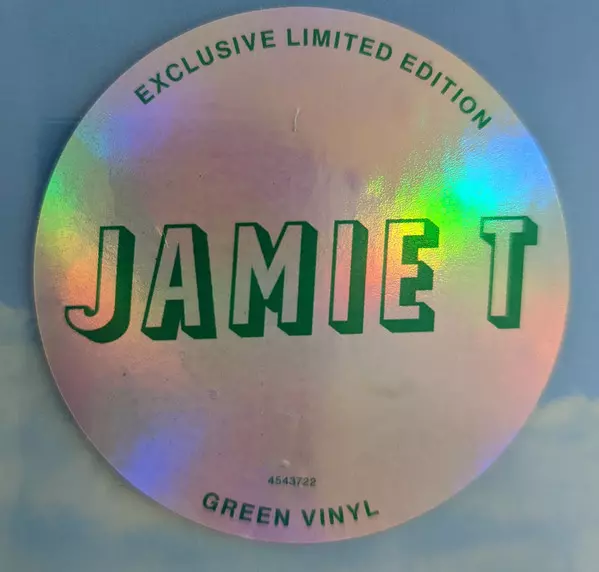 EXCLUSIVE LIMITED EDITION
JAMIE T
4543722
GREEN VINYL